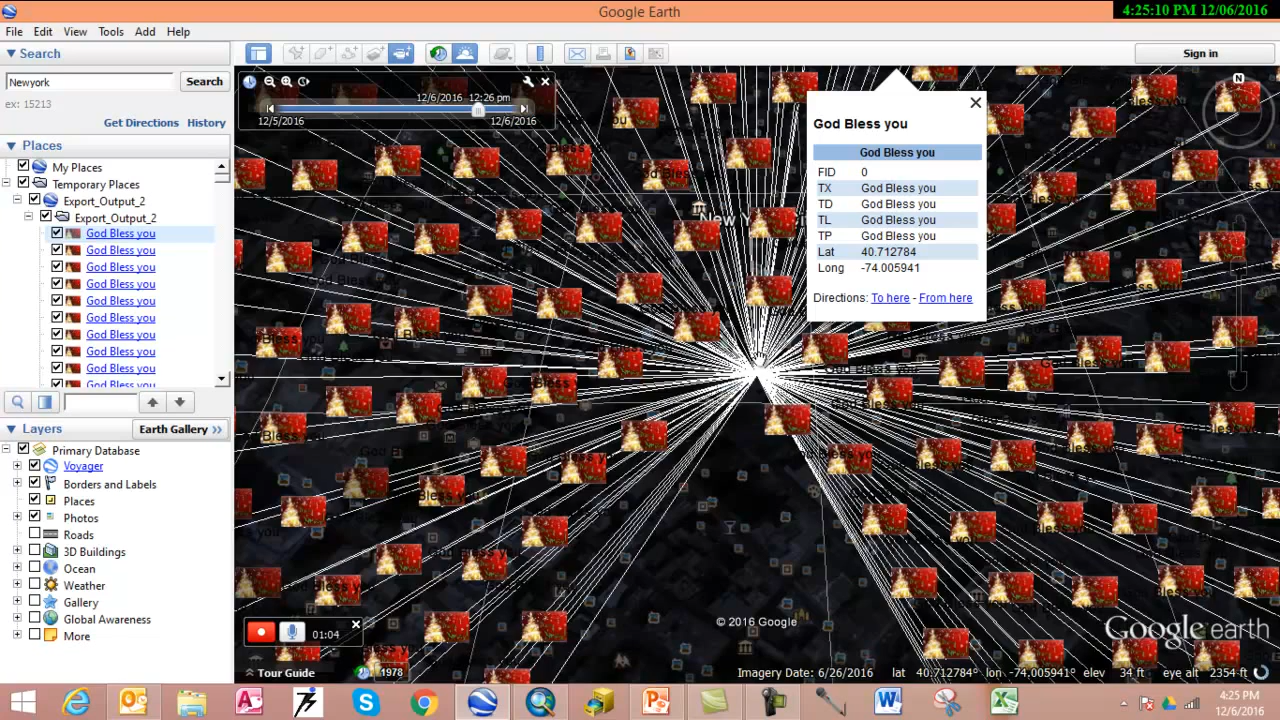 Google Earth
4:25:10 PM 12/06/2016
File Edit View Tools Add Help
Search
Sign in
Newyork
Search
ex: 15213
Get Directions History
12/6/2016 12:26 pm
12/5/2016
12/6/2016
N
Places
My Places
Temporary Places
Export_Output_2
Export_Output_2
God Bless you
God Bless you
God Bless you
God Bless you
God Bless you
God Bless you
God Bless you
God Bless you
God Bless you
God Bless you
God Bless you
God Bless you
FID 0
TX God Bless you
TD God Bless you
TL God Bless you
TP God Bless you
Lat 40.712784
Long -74.005941
Directions: To here - From here
New Y
Layers
Earth Gallery >>
Primary Database
Voyager
Borders and Labels
Places
Photos
Roads
3D Buildings
Ocean
Weather
Gallery
Global Awareness
More
01:04
© 2016 Google
Google earth
Tour Guide
1978
Imagery Date: 6/26/2016 lat 40.712784° lon -74.005941° elev 34 ft eye alt 2354 ft
4:25 PM
12/6/2016